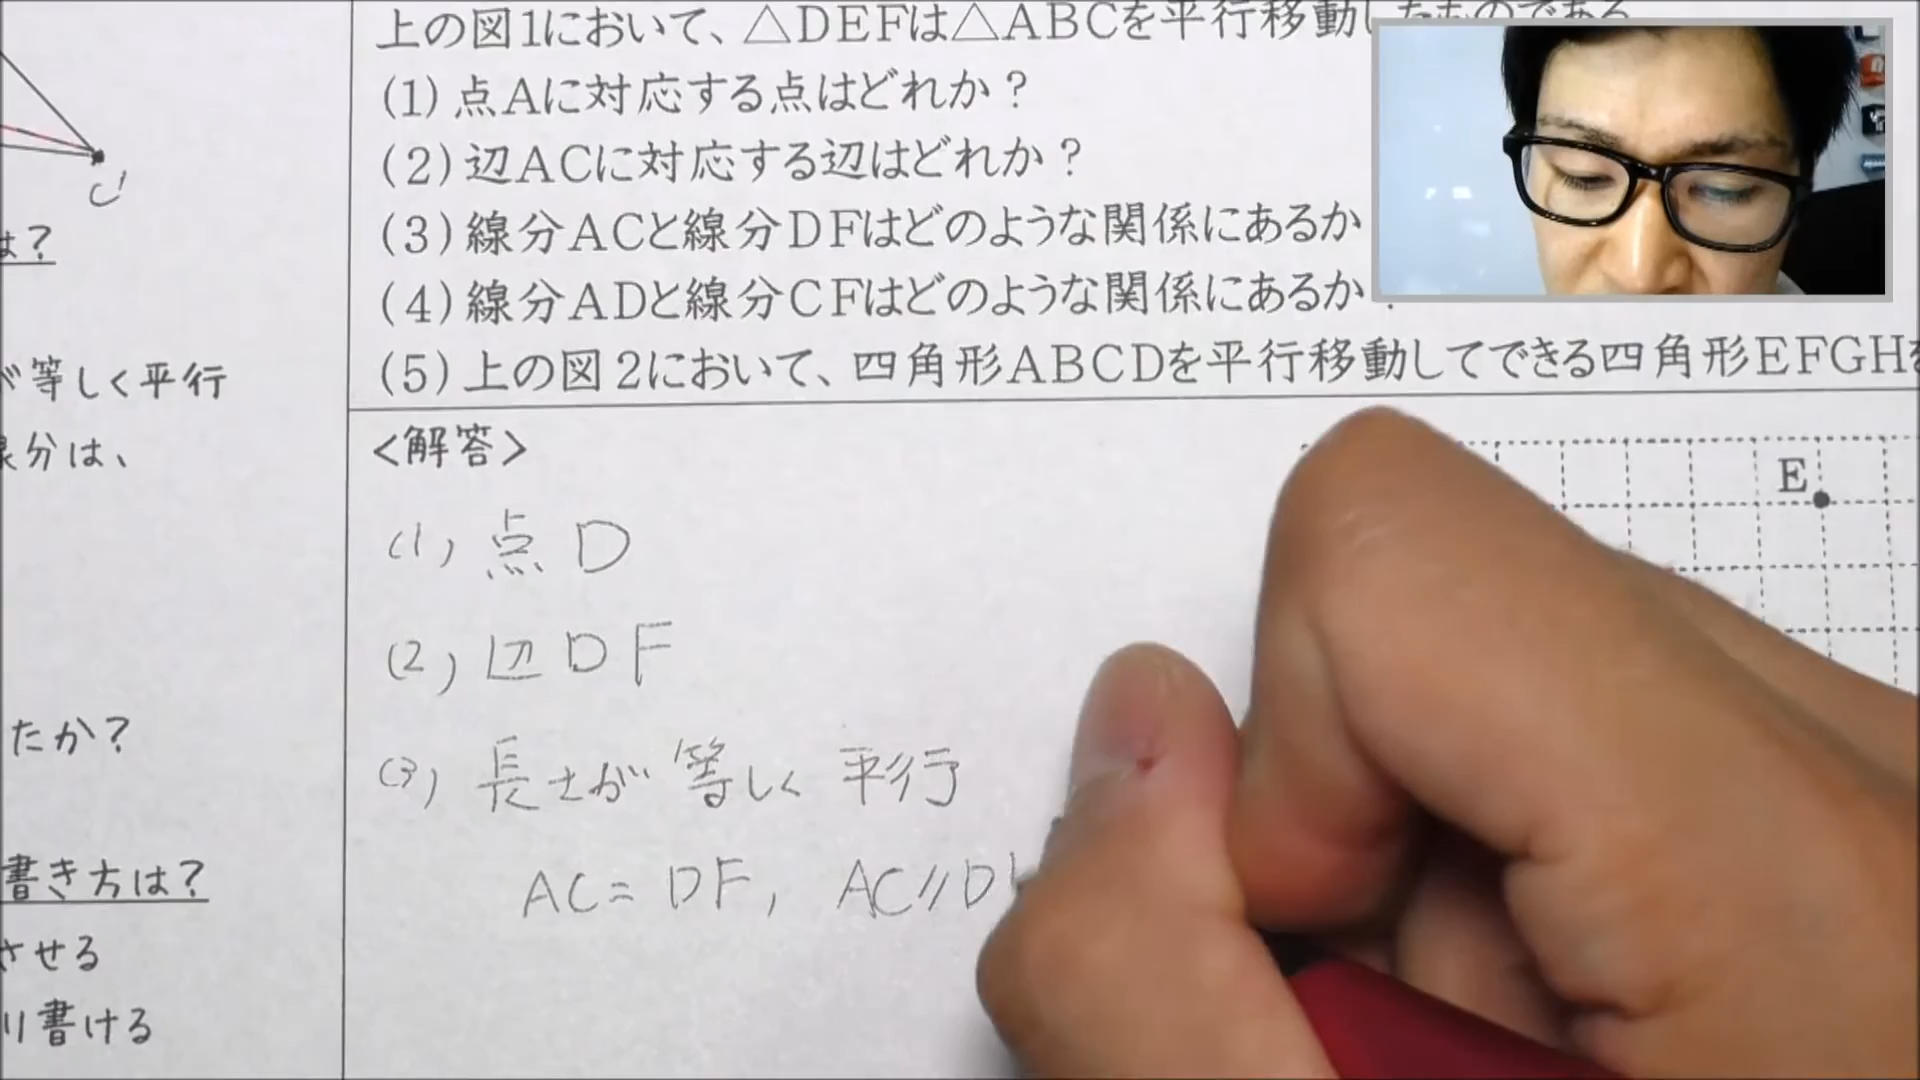 上の図1において、△DEFは△ABCを平行移動したものである
(1)点Aに対応する点はどれか？
(2)辺ACに対応する辺はどれか？
(3)線分ACと線分DFはどのような関係にあるか
(4)線分ADと線分CFはどのような関係にあるか
(5)上の図2において、四角形ABCDを平行移動してできる四角形EFGHを
C'
は？
が等しく平行
線分は、
たか？
書き方は？
させる
り書ける
<解答>
(1) 点D
(2) 辺DF
(3) 長さが等しく平行
AC=DF, AC//D
E